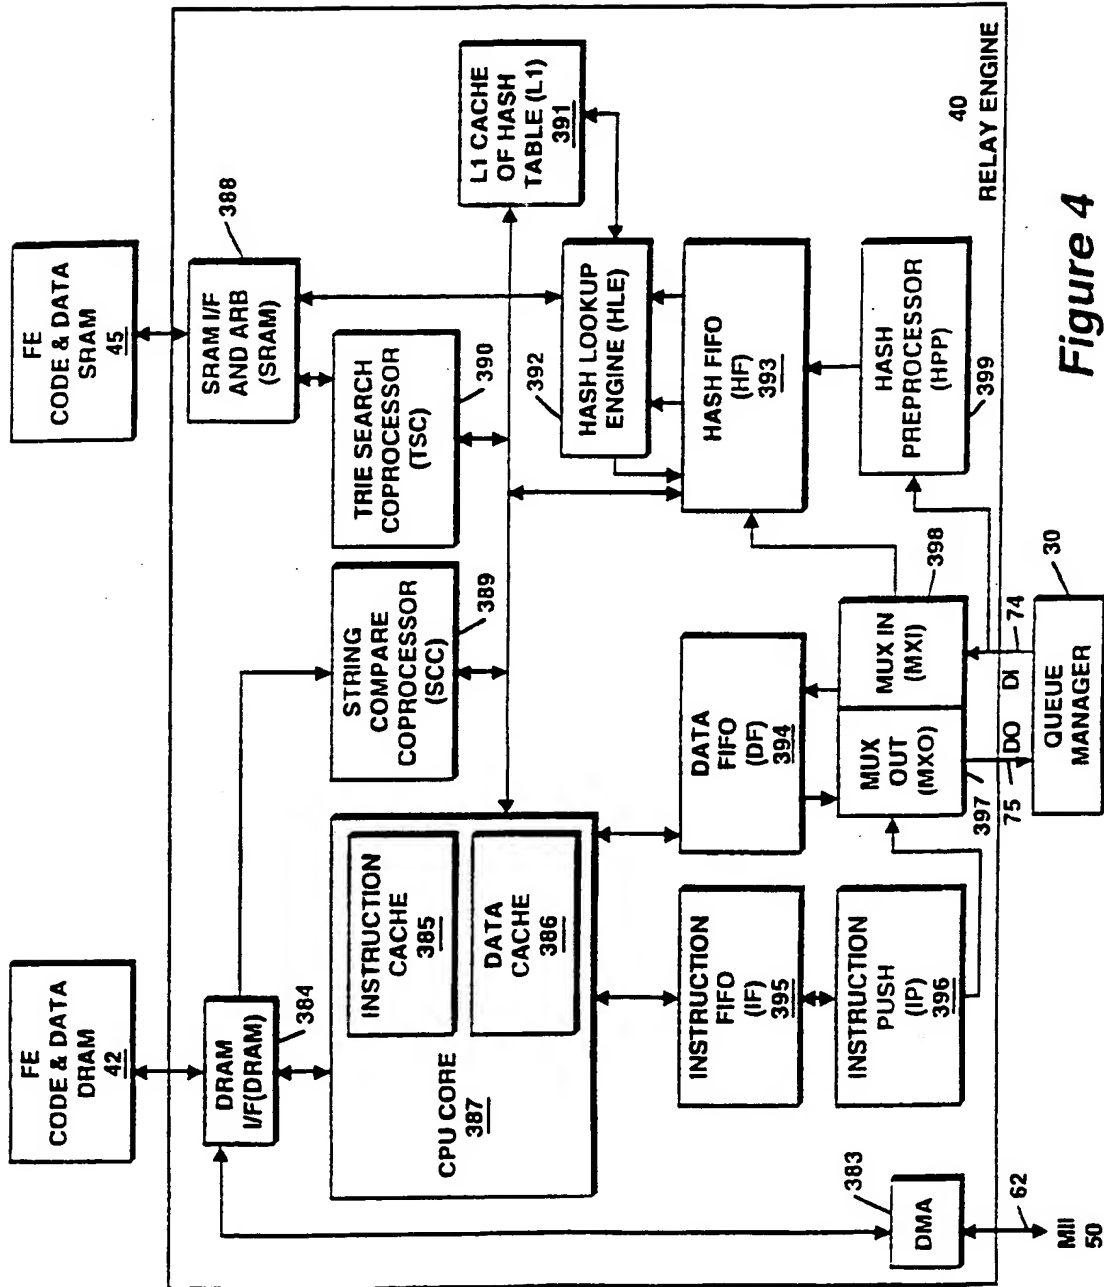 FE
CODE & DATA
DRAM
42
FE
CODE & DATA
SRAM
45
DRAM
I/F(DRAM)
384
STRING
COMPARE
COPROCESSOR
(SCC)
389
TRIE SEARCH
COPROCESSOR
(TSC)
390
SRAM I/F
AND ARB
(SRAM)
388
L1 CACHE
OF HASH
TABLE (L1)
391
CPU CORE
387
INSTRUCTION
CACHE
385
DATA
CACHE
386
392
HASH LOOKUP
ENGINE (HLE)
INSTRUCTION
FIFO
(IF)
395
DATA
FIFO
(DF)
394
HASH FIFO
(HF)
393
INSTRUCTION
PUSH
(IP)
396
MUX
OUT
(MXO)
397
MUX IN
(MXI)
398
HASH
PREPROCESSOR
(HPP)
399
383
DMA
62
MII
50
75
DO
DI
74
QUEUE
MANAGER
30
40
RELAY ENGINE
Figure 4